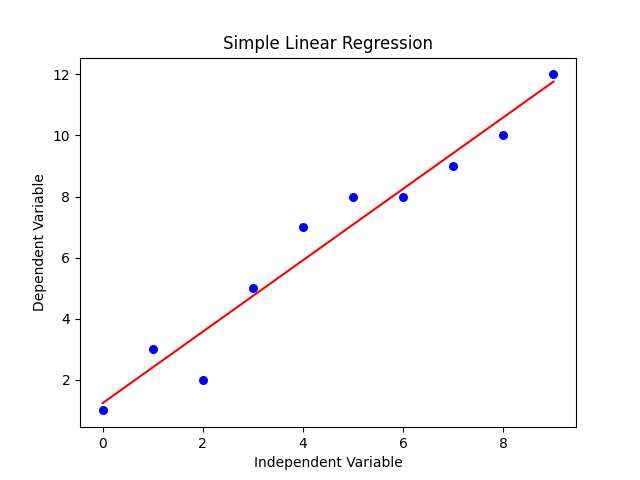 Simple Linear Regression
12
10
8
6
4
2
Dependent Variable
0 2 4 6 8
Independent Variable